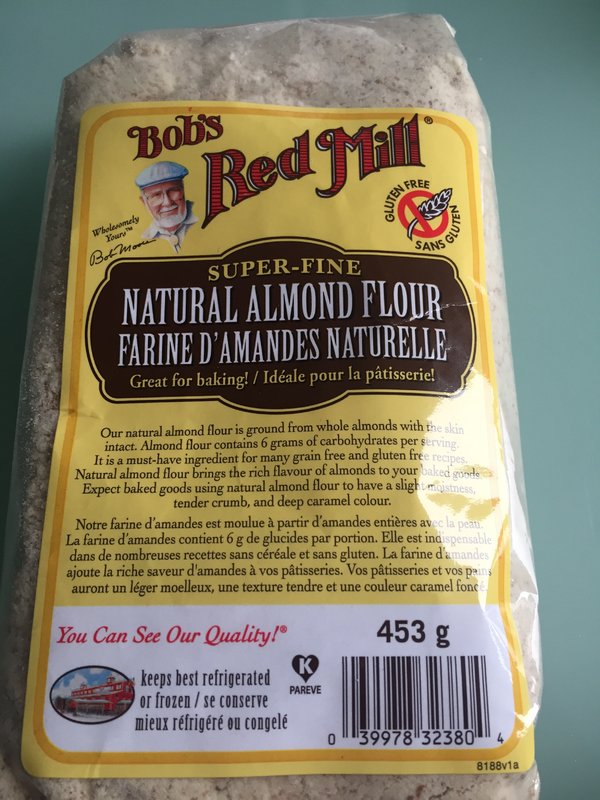 Bob's
Red Mill®
Wholesomely
Yours™
Bob Moore
GLUTEN FREE
SANS GLUTEN
SUPER-FINE
NATURAL ALMOND FLOUR
FARINE D'AMANDES NATURELLE
Great for baking! / Idéale pour la pâtisserie!
Our natural almond flour is ground from whole almonds with the skin
intact. Almond flour contains 6 grams of carbohydrates per serving.
It is a must-have ingredient for many grain free and gluten free recipes.
Natural almond flour brings the rich flavour of almonds to your baked goods.
Expect baked goods using natural almond flour to have a slight moistness,
tender crumb, and deep caramel colour.
Notre farine d'amandes est moulue à partir d'amandes entières avec la peau.
La farine d'amandes contient 6 g de glucides par portion. Elle est indispensable
dans de nombreuses recettes sans céréale et sans gluten. La farine d'amandes
ajoute la riche saveur d'amandes à vos pâtisseries. Vos pâtisseries et vos pains
auront un léger moelleux, une texture tendre et une couleur caramel foncé.
You Can See Our Quality!®
453 g
keeps best refrigerated
or frozen / se conserve
mieux réfrigéré ou congelé
K
PAREVE
0 39978 32380 4
8188v1a